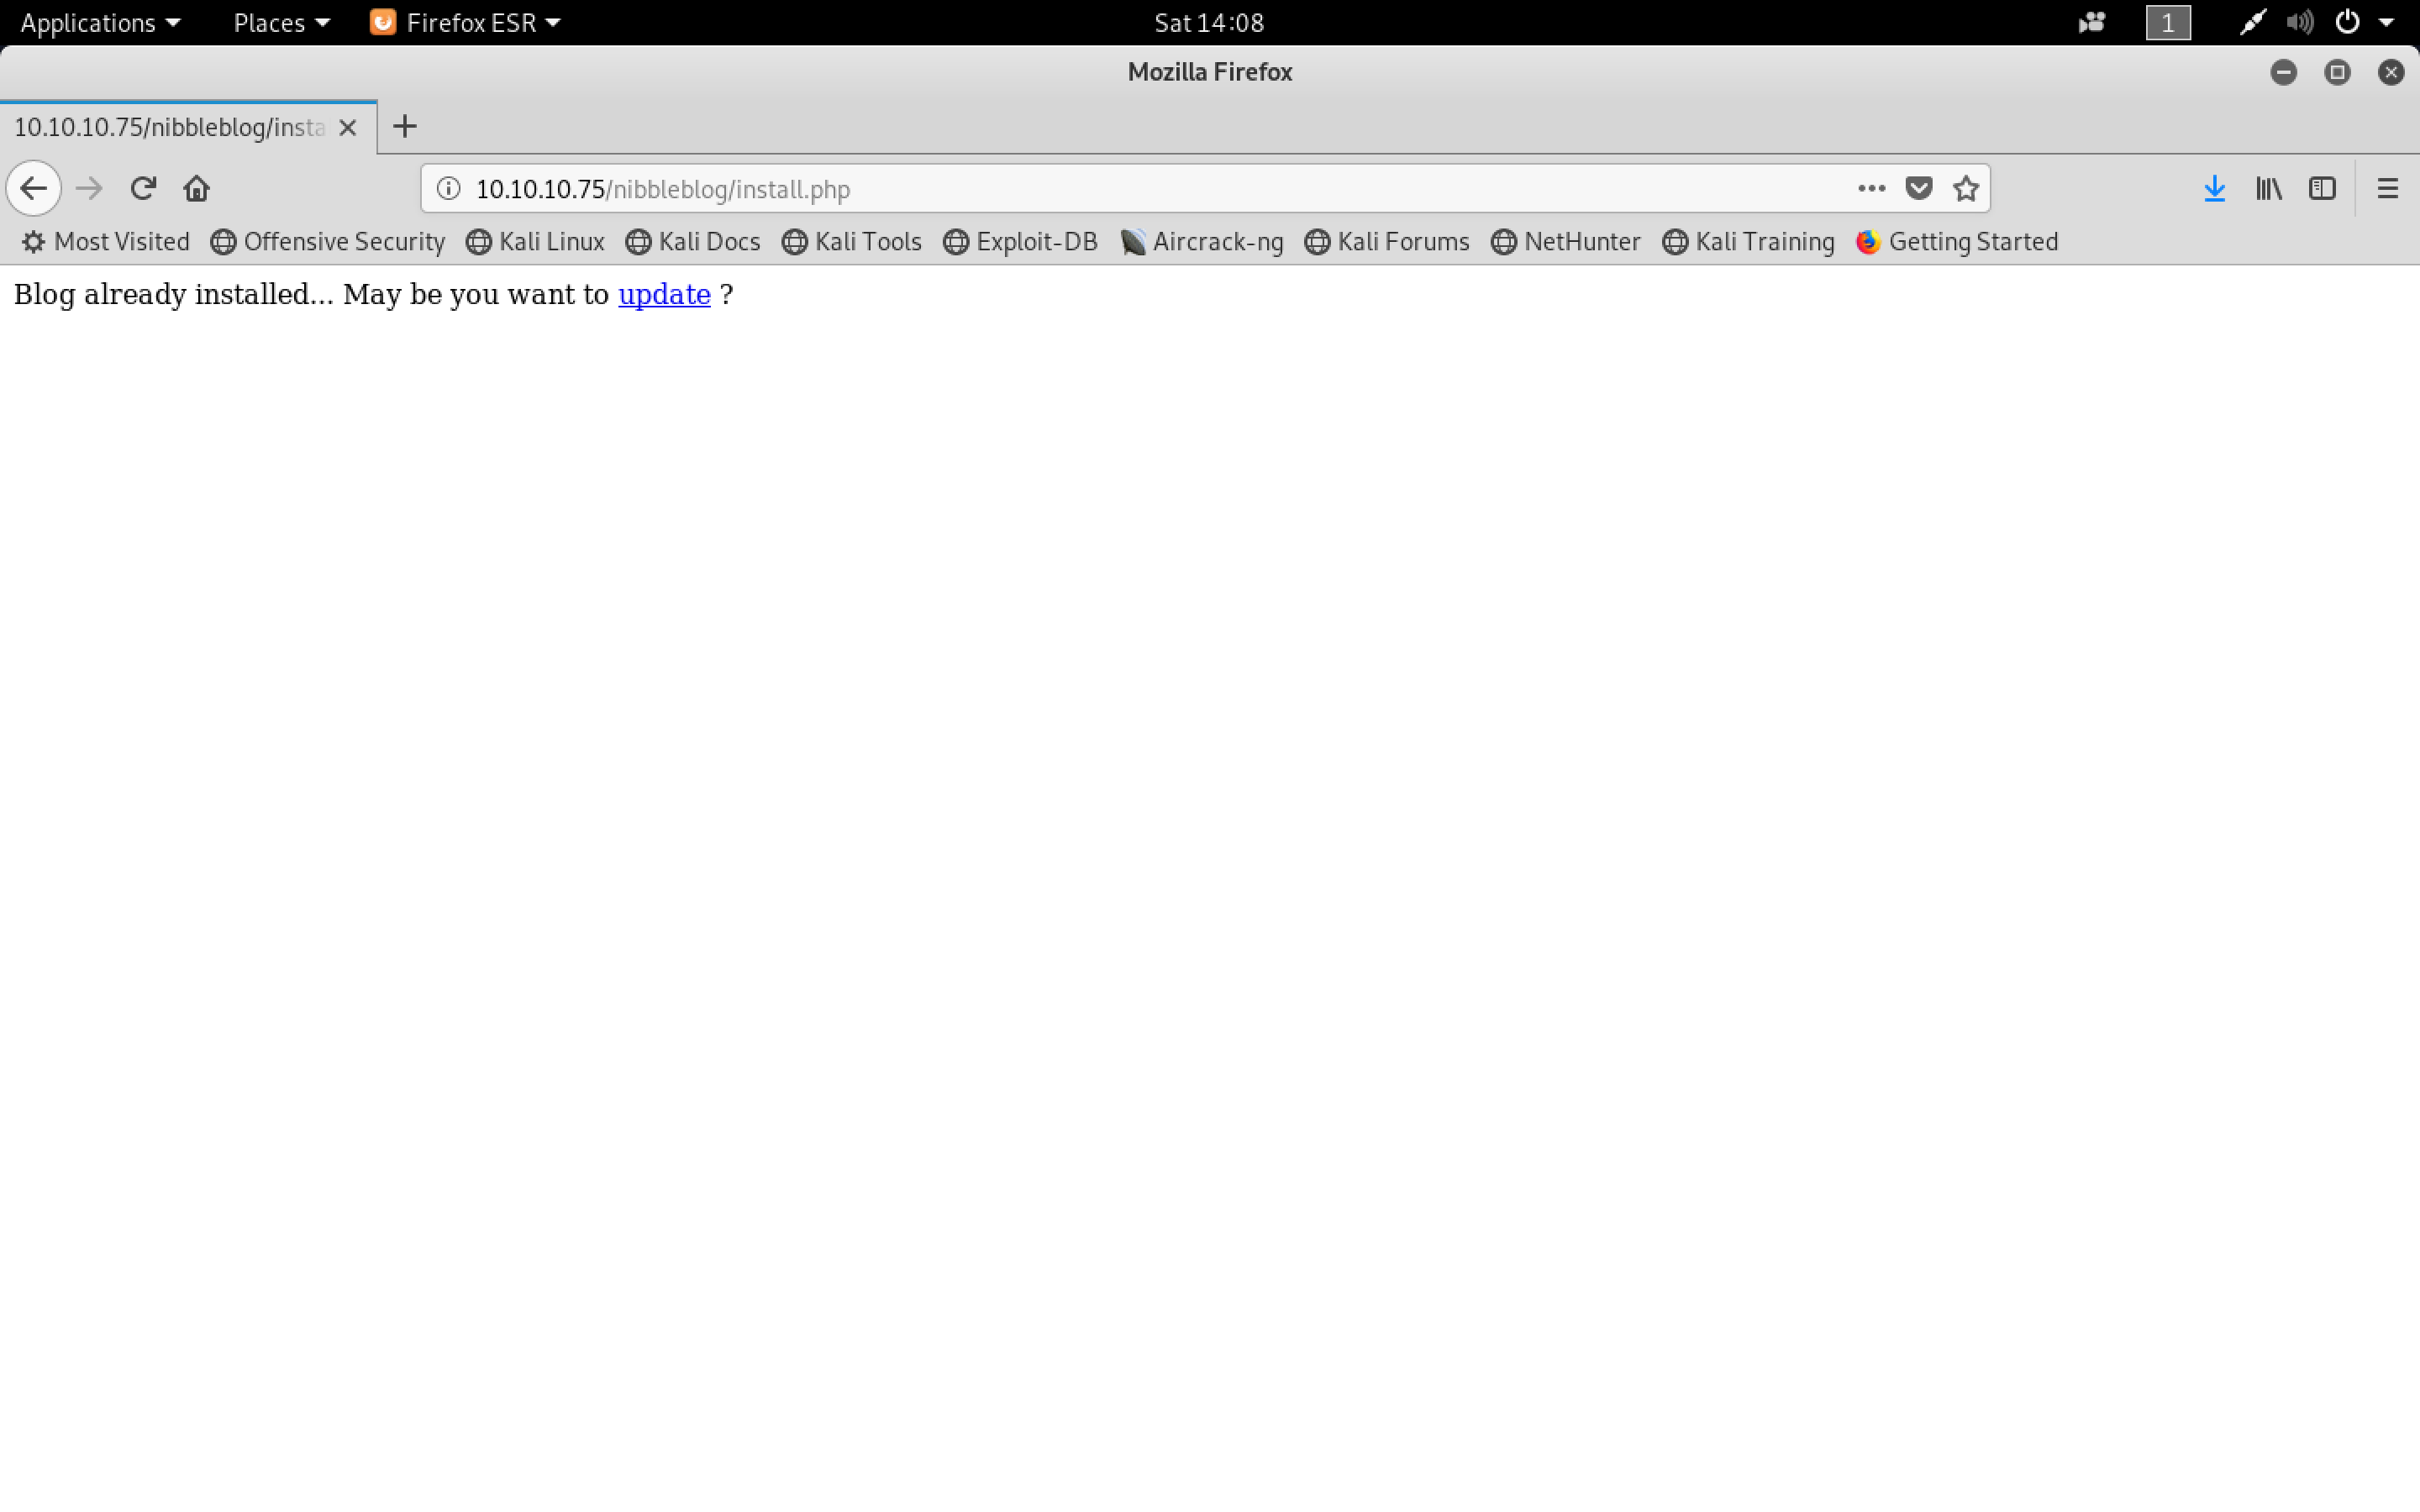 Applications Places Firefox ESR Sat 14:08 1
Mozilla Firefox
10.10.10.75/nibbleblog/insta
10.10.10.75/nibbleblog/install.php
Most Visited Offensive Security Kali Linux Kali Docs Kali Tools Exploit-DB Aircrack-ng Kali Forums NetHunter Kali Training Getting Started
Blog already installed... May be you want to update ?